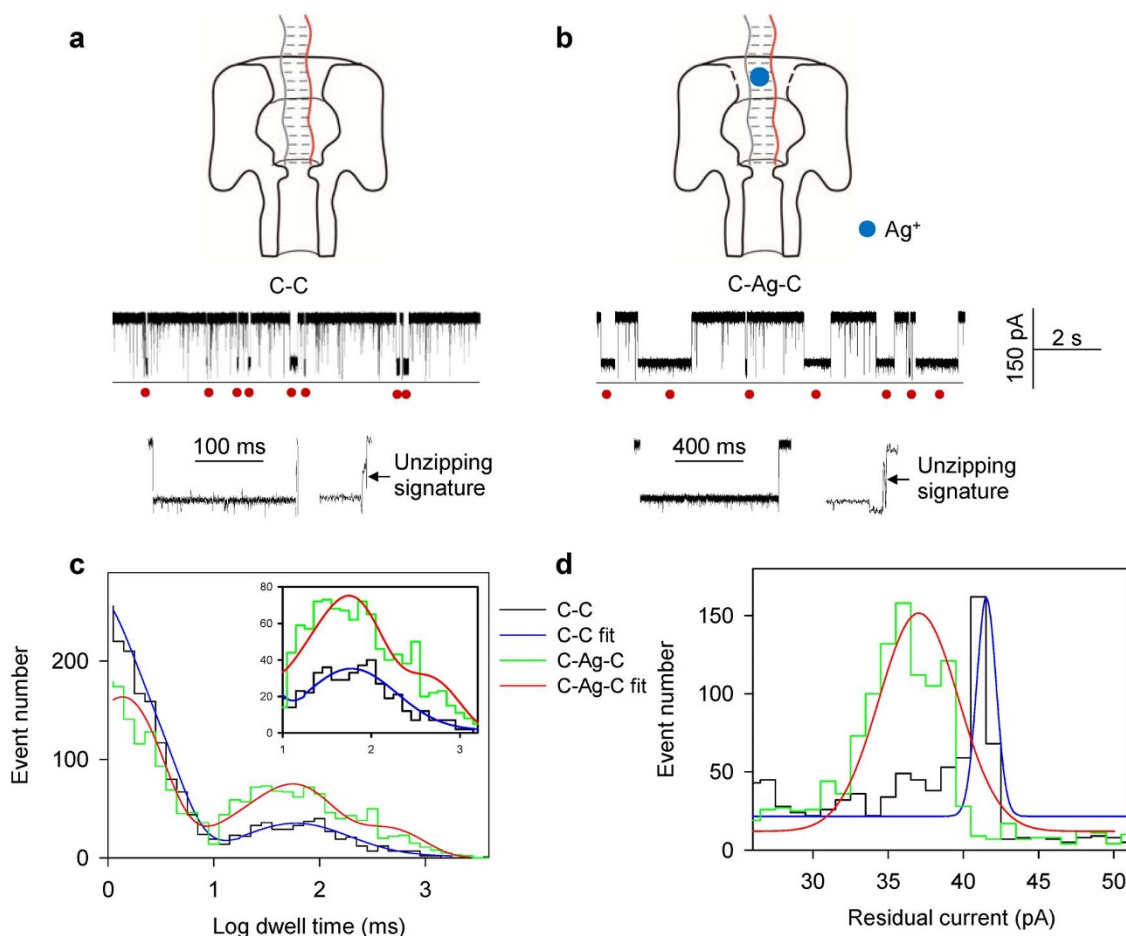 a
b
Ag⁺
C-C
C-Ag-C
150 pA
2 s
100 ms
Unzipping
signature
400 ms
Unzipping
signature
c
Event number
200
100
0
0
1
2
3
Log dwell time (ms)
80
60
40
20
0
1
2
3
C-C
C-C fit
C-Ag-C
C-Ag-C fit
d
Event number
150
100
50
0
30
35
40
45
50
Residual current (pA)